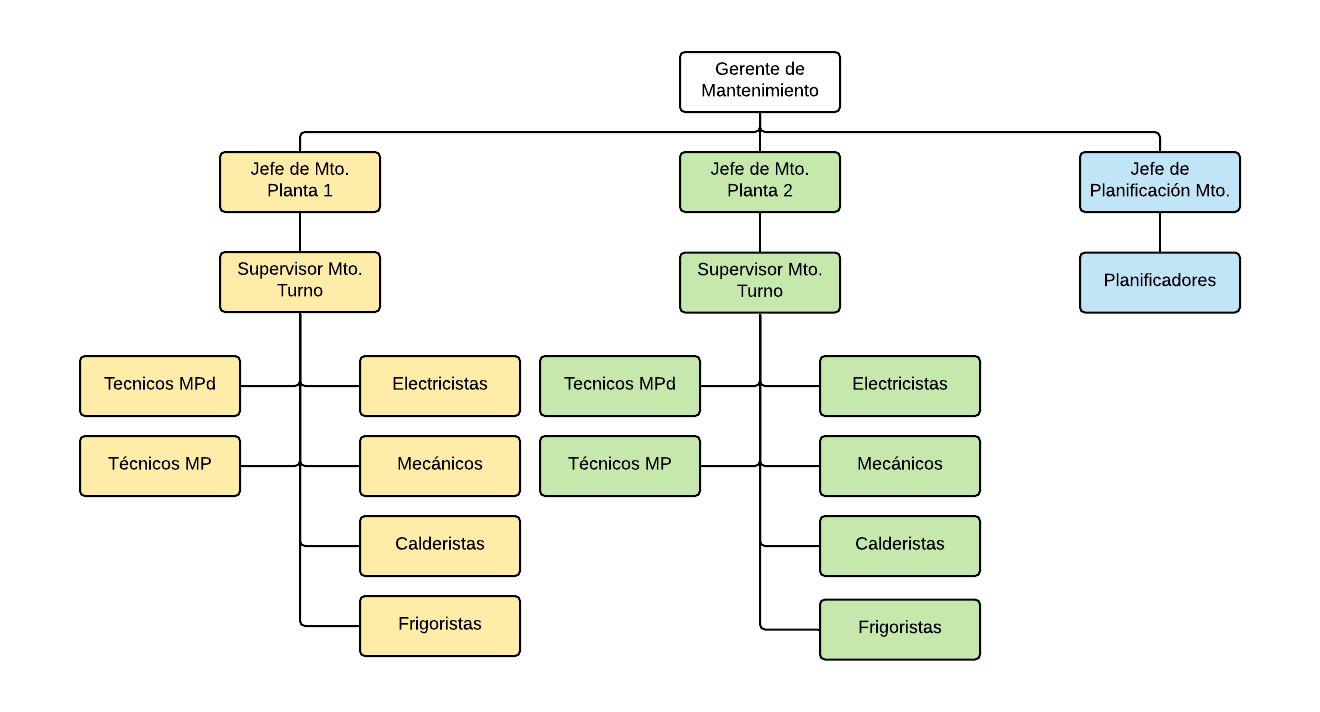 Gerente de
Mantenimiento
Jefe de Mto.
Planta 1
Jefe de Mto.
Planta 2
Jefe de
Planificación Mto.
Supervisor Mto.
Turno
Supervisor Mto.
Turno
Planificadores
Tecnicos MPd
Electricistas
Tecnicos MPd
Electricistas
Técnicos MP
Mecánicos
Técnicos MP
Mecánicos
Calderistas
Calderistas
Frigoristas
Frigoristas